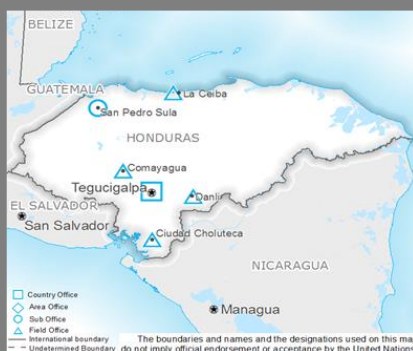 BELIZE
GUATEMALA
La Ceiba
San Pedro Sula
HONDURAS
Comayagua
Tegucigalpa
Danli
EL SALVADOR
San Salvador
Ciudad Choluteca
NICARAGUA
Managua
Country Office
Area Office
Sub Office
Field Office
International boundary
Undetermined Boundary
The boundaries and names and the designations used on this ma
do not imply official endorsement or acceptance by the United Nations